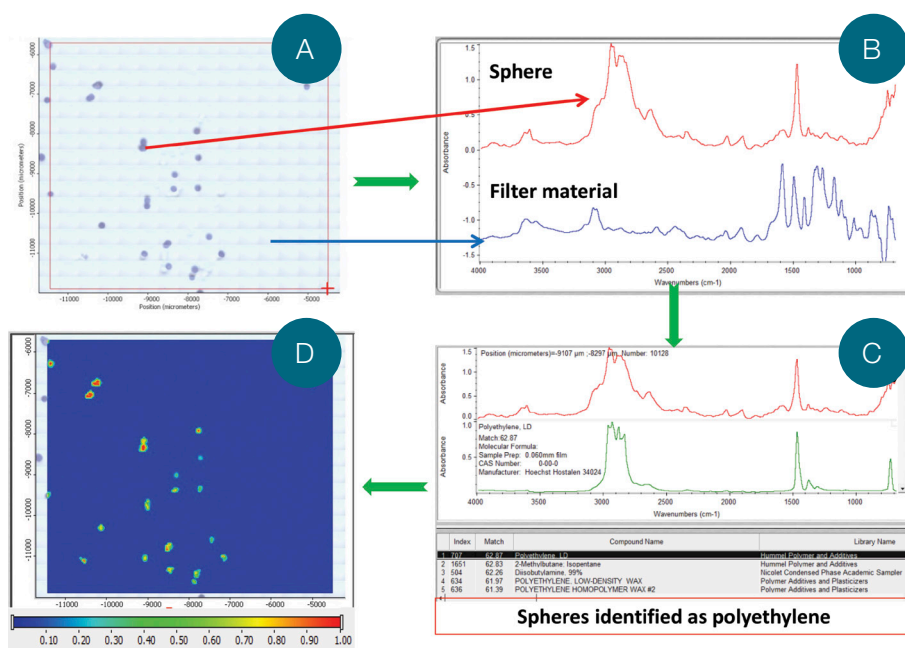 A
-6000
-7000
-8000
-9000
-10000
-11000
Position (micrometers)
-11000 -10000 -9000 -8000 -7000 -6000 -5000
Position (micrometers)
B
Sphere
Filter material
1.5
1.0
0.5
0.0
-0.5
-1.0
-1.5
Absorbance
4000 3500 3000 2500 2000 1500 1000
Wavenumbers (cm-1)
C
Position (micrometers)=-9107 µm ;-8297 µm Number: 10128
1.5
1.0
0.5
0.0
Absorbance
Polyethylene, LD
Match:62.87
Molecular Formula:
Sample Prep: 0.060mm film
CAS Number: 0-00-0
Manufacturer: Hoechst Hostalen 34024
1.0
0.5
Absorbance
4000 3500 3000 2500 2000 1500 1000
Wavenumbers (cm-1)
Index Match Compound Name Library Name
1 707 62.87 Polyethylene, LD Hummel Polymer and Additives
2 1651 62.83 2-Methylbutane: Isopentane Hummel Polymer and Additives
3 504 62.26 Diisobutylamine, 99% Nicolet Condensed Phase Academic Sampler
4 634 61.97 POLYETHYLENE, LOW-DENSITY WAX Polymer Additives and Plasticizers
5 636 61.39 POLYETHYLENE HOMOPOLYMER WAX #2 Polymer Additives and Plasticizers
Spheres identified as polyethylene
D
-6000
-7000
-8000
-9000
-10000
-11000
-11000 -10000 -9000 -8000 -7000 -6000 -5000
0.10 0.20 0.30 0.40 0.50 0.60 0.70 0.80 0.90 1.00